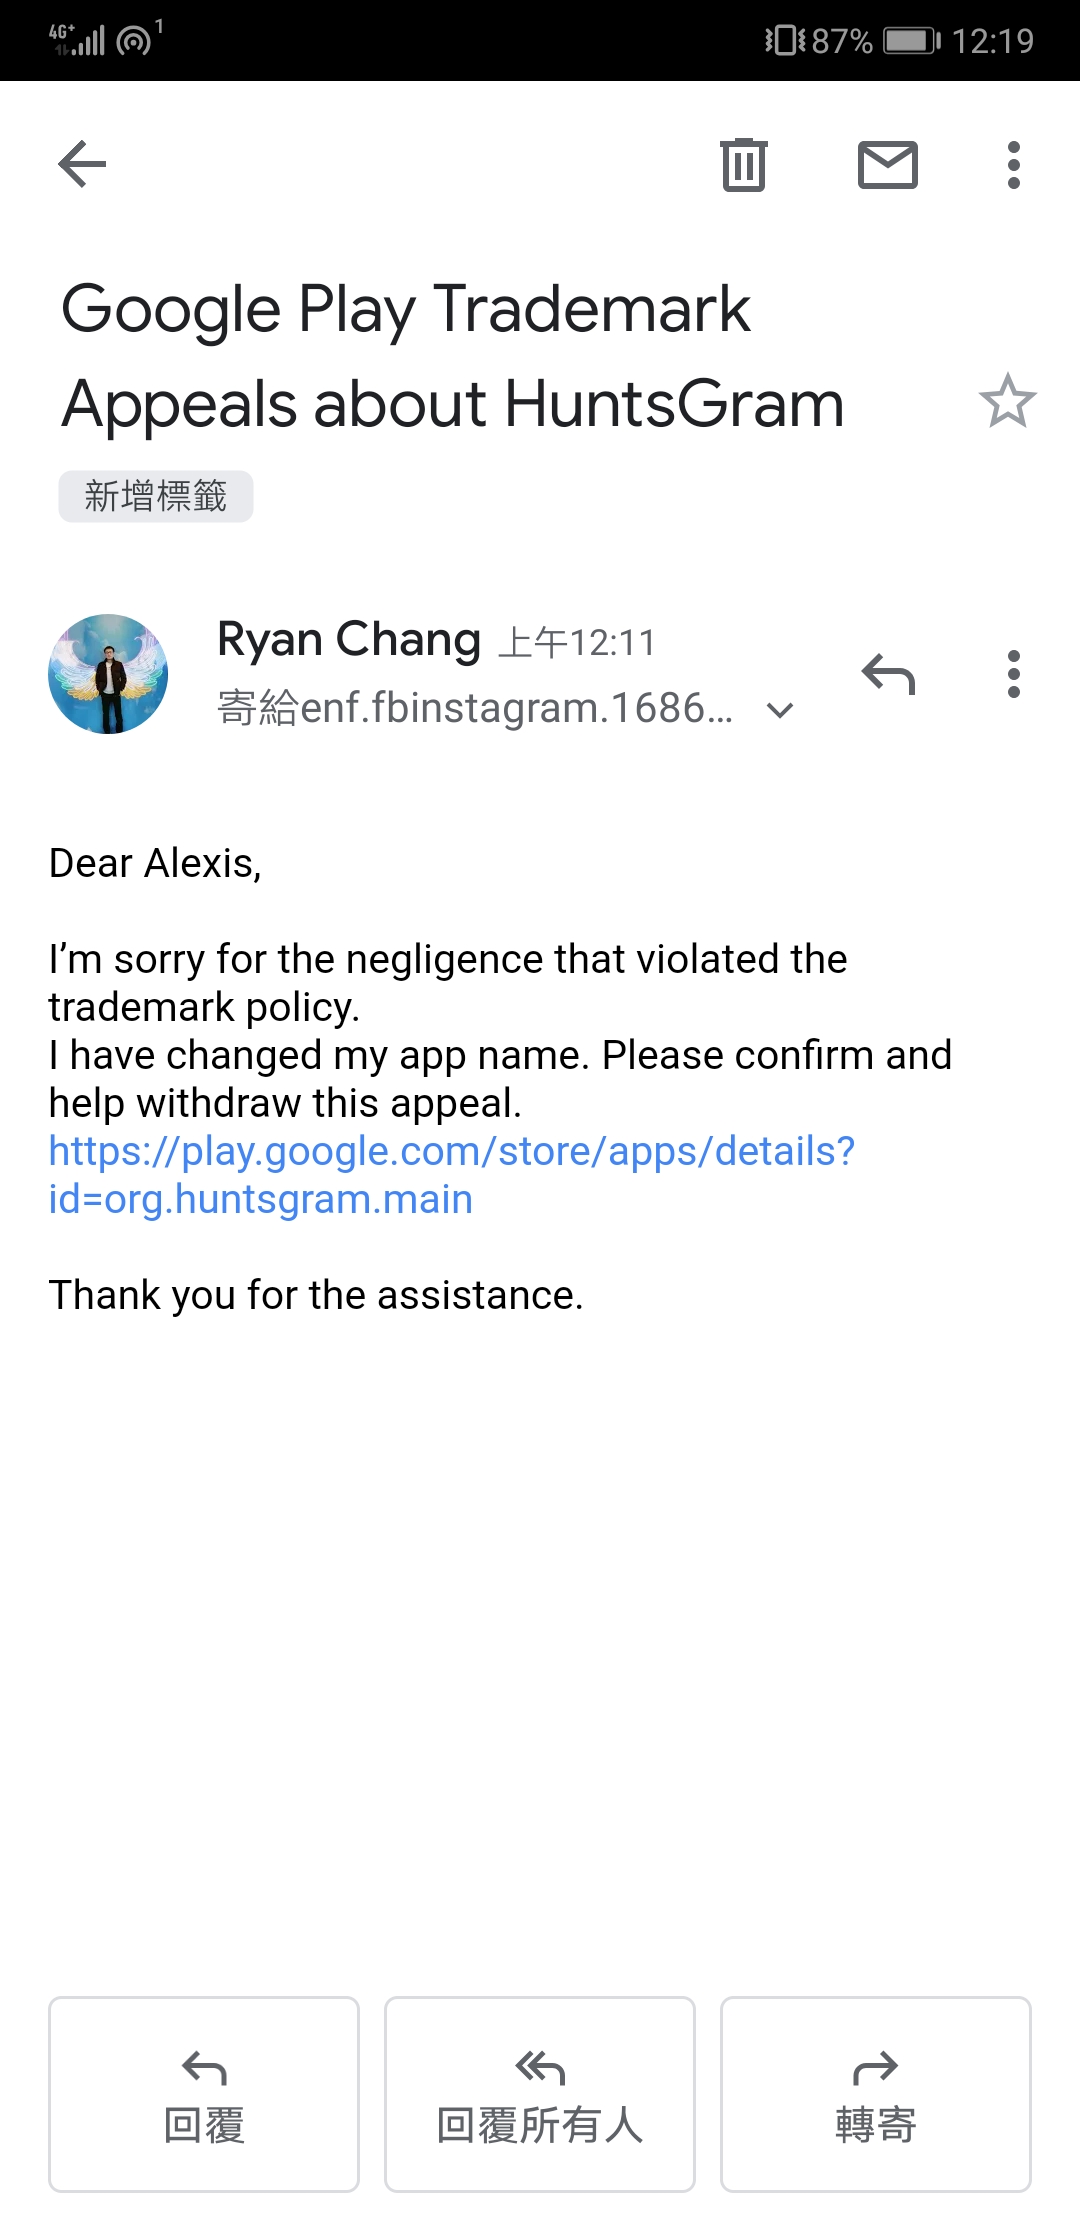 4G+ 1 87% 12:19
Google Play Trademark
Appeals about HuntsGram
新增標籤
Ryan Chang 上午12:11
寄給enf.fbinstagram.1686...
Dear Alexis,
I’m sorry for the negligence that violated the
trademark policy.
I have changed my app name. Please confirm and
help withdraw this appeal.
https://play.google.com/store/apps/details?
id=org.huntsgram.main
Thank you for the assistance.
回覆 回覆所有人 轉寄